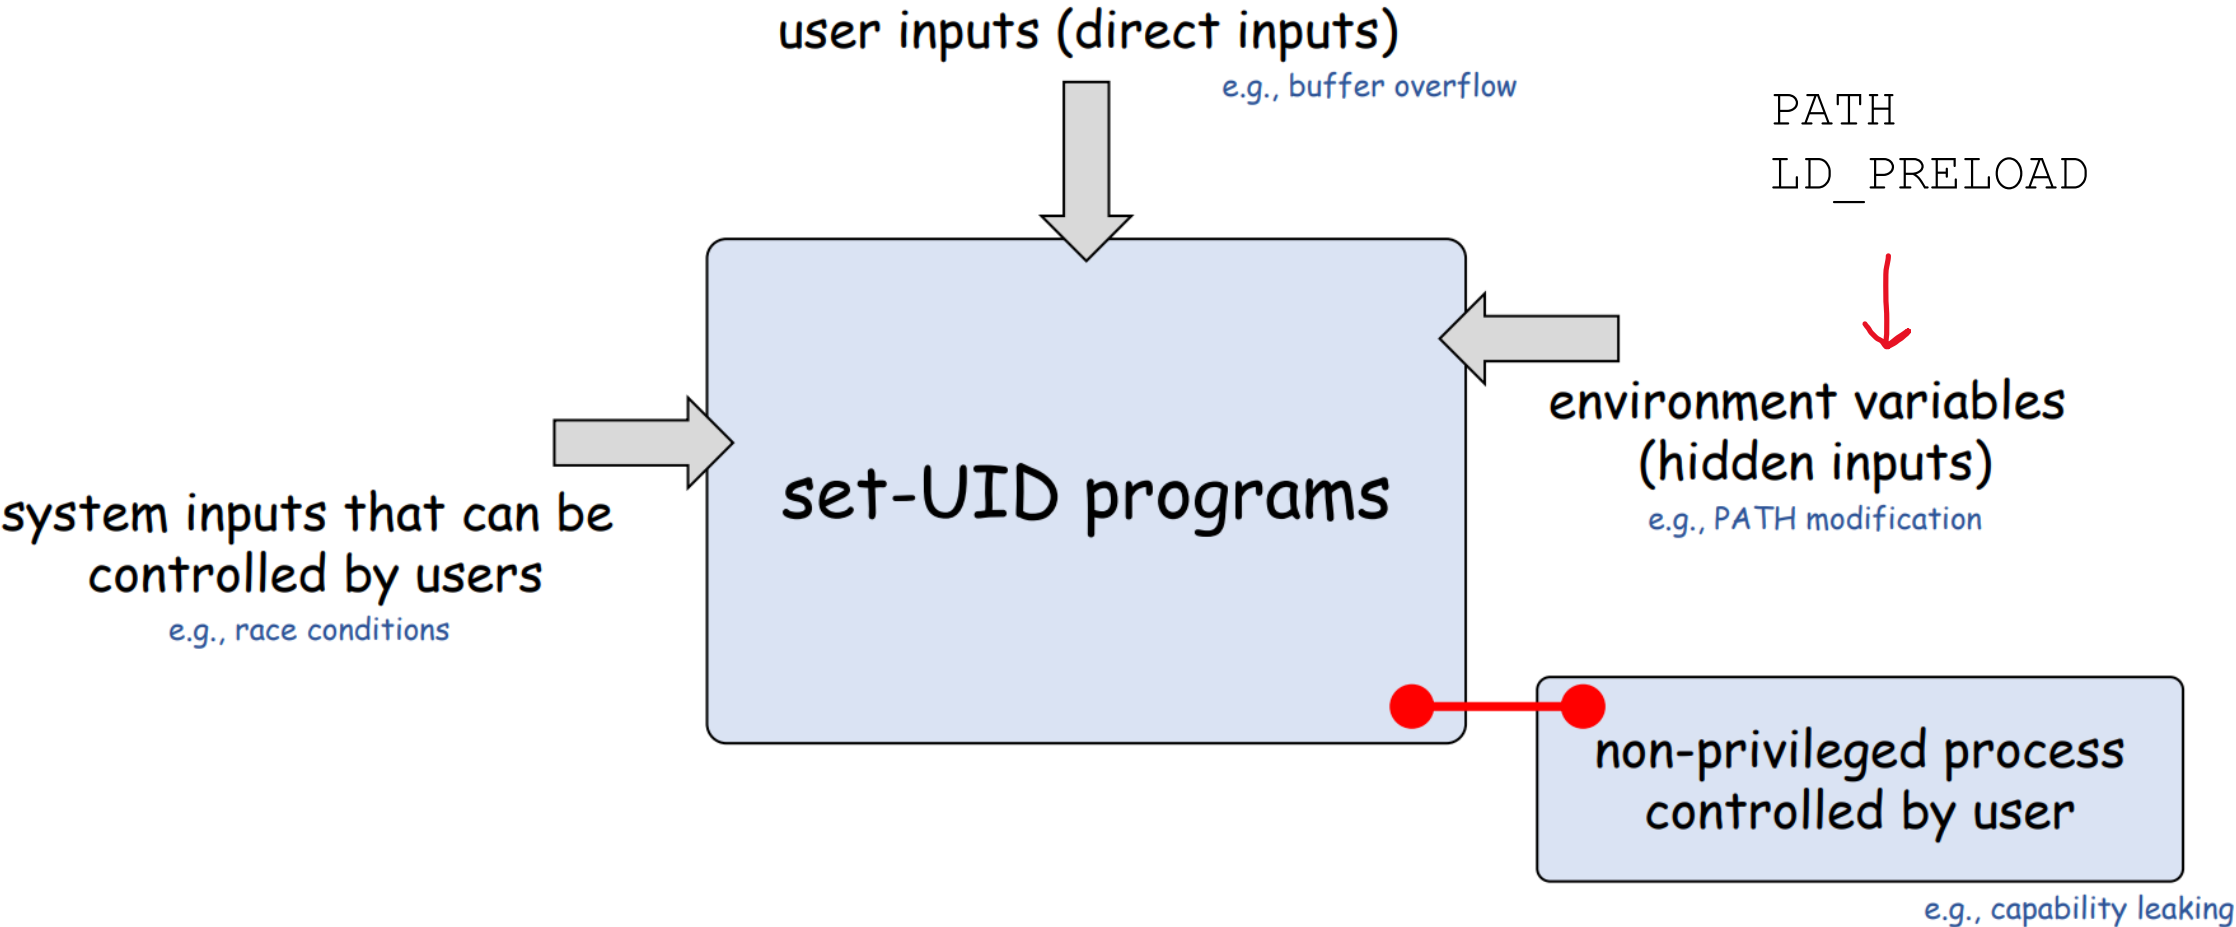 user inputs (direct inputs)
e.g., buffer overflow
PATH
LD_PRELOAD
environment variables
(hidden inputs)
e.g., PATH modification
set-UID programs
system inputs that can be
controlled by users
e.g., race conditions
non-privileged process
controlled by user
e.g., capability leaking